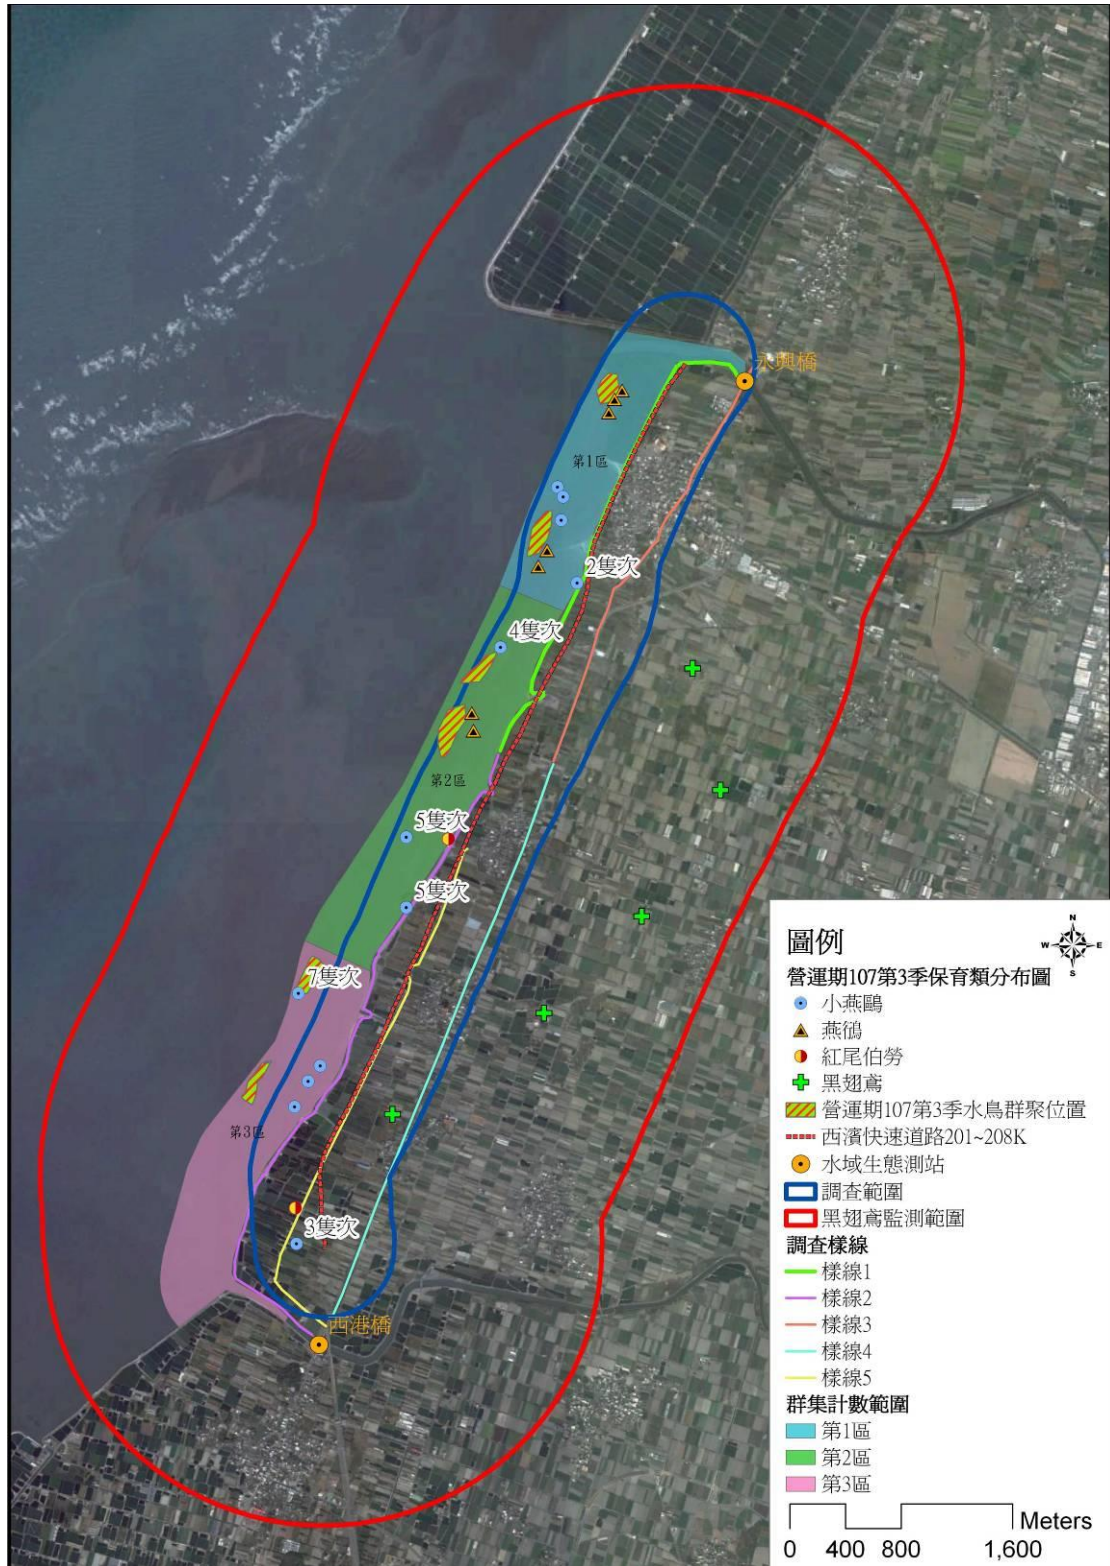 永興橋
第1區
2隻次
4隻次
第2區
5隻次
5隻次
7隻次
第3區
3隻次
西港橋
圖例
N
W
E
S
營運期107第3季保育類分布圖
小燕鷗
燕鴴
紅尾伯勞
黑翅鳶
營運期107第3季水鳥群聚位置
西濱快速道路201~208K
水域生態測站
調查範圍
黑翅鳶監測範圍
調查樣線
樣線1
樣線2
樣線3
樣線4
樣線5
群集計數範圍
第1區
第2區
第3區
Meters
0 400 800 1,600